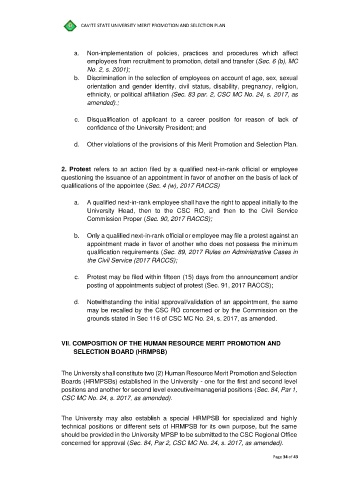 CAVITE STATE UNIVERSITY MERIT PROMOTION AND SELECTION PLAN
a. Non-implementation of policies, practices and procedures which affect
employees from recruitment to promotion, detail and transfer (Sec. 6 (b), MC
No. 2, s. 2001);
b. Discrimination in the selection of employees on account of age, sex, sexual
orientation and gender identity, civil status, disability, pregnancy, religion,
ethnicity, or political affiliation (Sec. 83 par. 2, CSC MC No. 24, s. 2017, as
amended).;
c. Disqualification of applicant to a career position for reason of lack of
confidence of the University President; and
d. Other violations of the provisions of this Merit Promotion and Selection Plan.
2. Protest refers to an action filed by a qualified next-in-rank official or employee
questioning the issuance of an appointment in favor of another on the basis of lack of
qualifications of the appointee (Sec. 4 (w), 2017 RACCS)
a. A qualified next-in-rank employee shall have the right to appeal initially to the
University Head, then to the CSC RO, and then to the Civil Service
Commission Proper (Sec. 90, 2017 RACCS);
b. Only a qualified next-in-rank official or employee may file a protest against an
appointment made in favor of another who does not possess the minimum
qualification requirements (Sec. 89, 2017 Rules on Administrative Cases in
the Civil Service (2017 RACCS);
c. Protest may be filed within fifteen (15) days from the announcement and/or
posting of appointments subject of protest (Sec. 91, 2017 RACCS);
d. Notwithstanding the initial approval/validation of an appointment, the same
may be recalled by the CSC RO concerned or by the Commission on the
grounds stated in Sec 116 of CSC MC No. 24, s. 2017, as amended.
VII. COMPOSITION OF THE HUMAN RESOURCE MERIT PROMOTION AND
SELECTION BOARD (HRMPSB)
The University shall constitute two (2) Human Resource Merit Promotion and Selection
Boards (HRMPSBs) established in the University - one for the first and second level
positions and another for second level executive/managerial positions (Sec. 84, Par 1,
CSC MC No. 24, s. 2017, as amended).
The University may also establish a special HRMPSB for specialized and highly
technical positions or different sets of HRMPSB for its own purpose, but the same
should be provided in the University MPSP to be submitted to the CSC Regional Office
concerned for approval (Sec. 84, Par 2, CSC MC No. 24, s. 2017, as amended).
Page 34 of 43